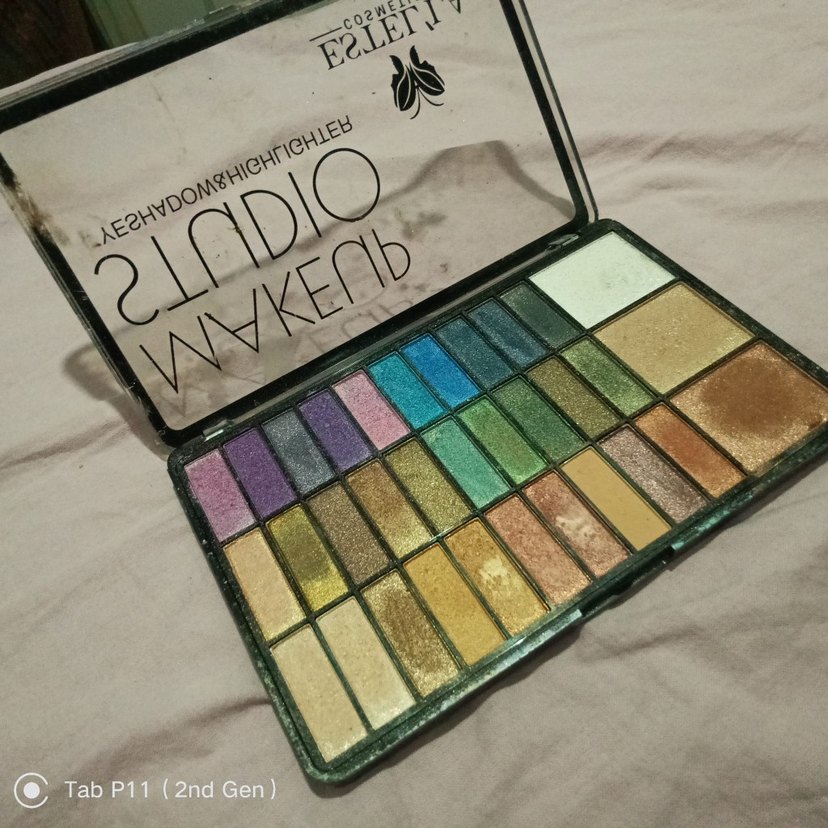 MAKEUP
STUDIO
YESHADOW&HIGHLIGHTER
ESTELLA
COSMETI
Tab P11 (2nd Gen)